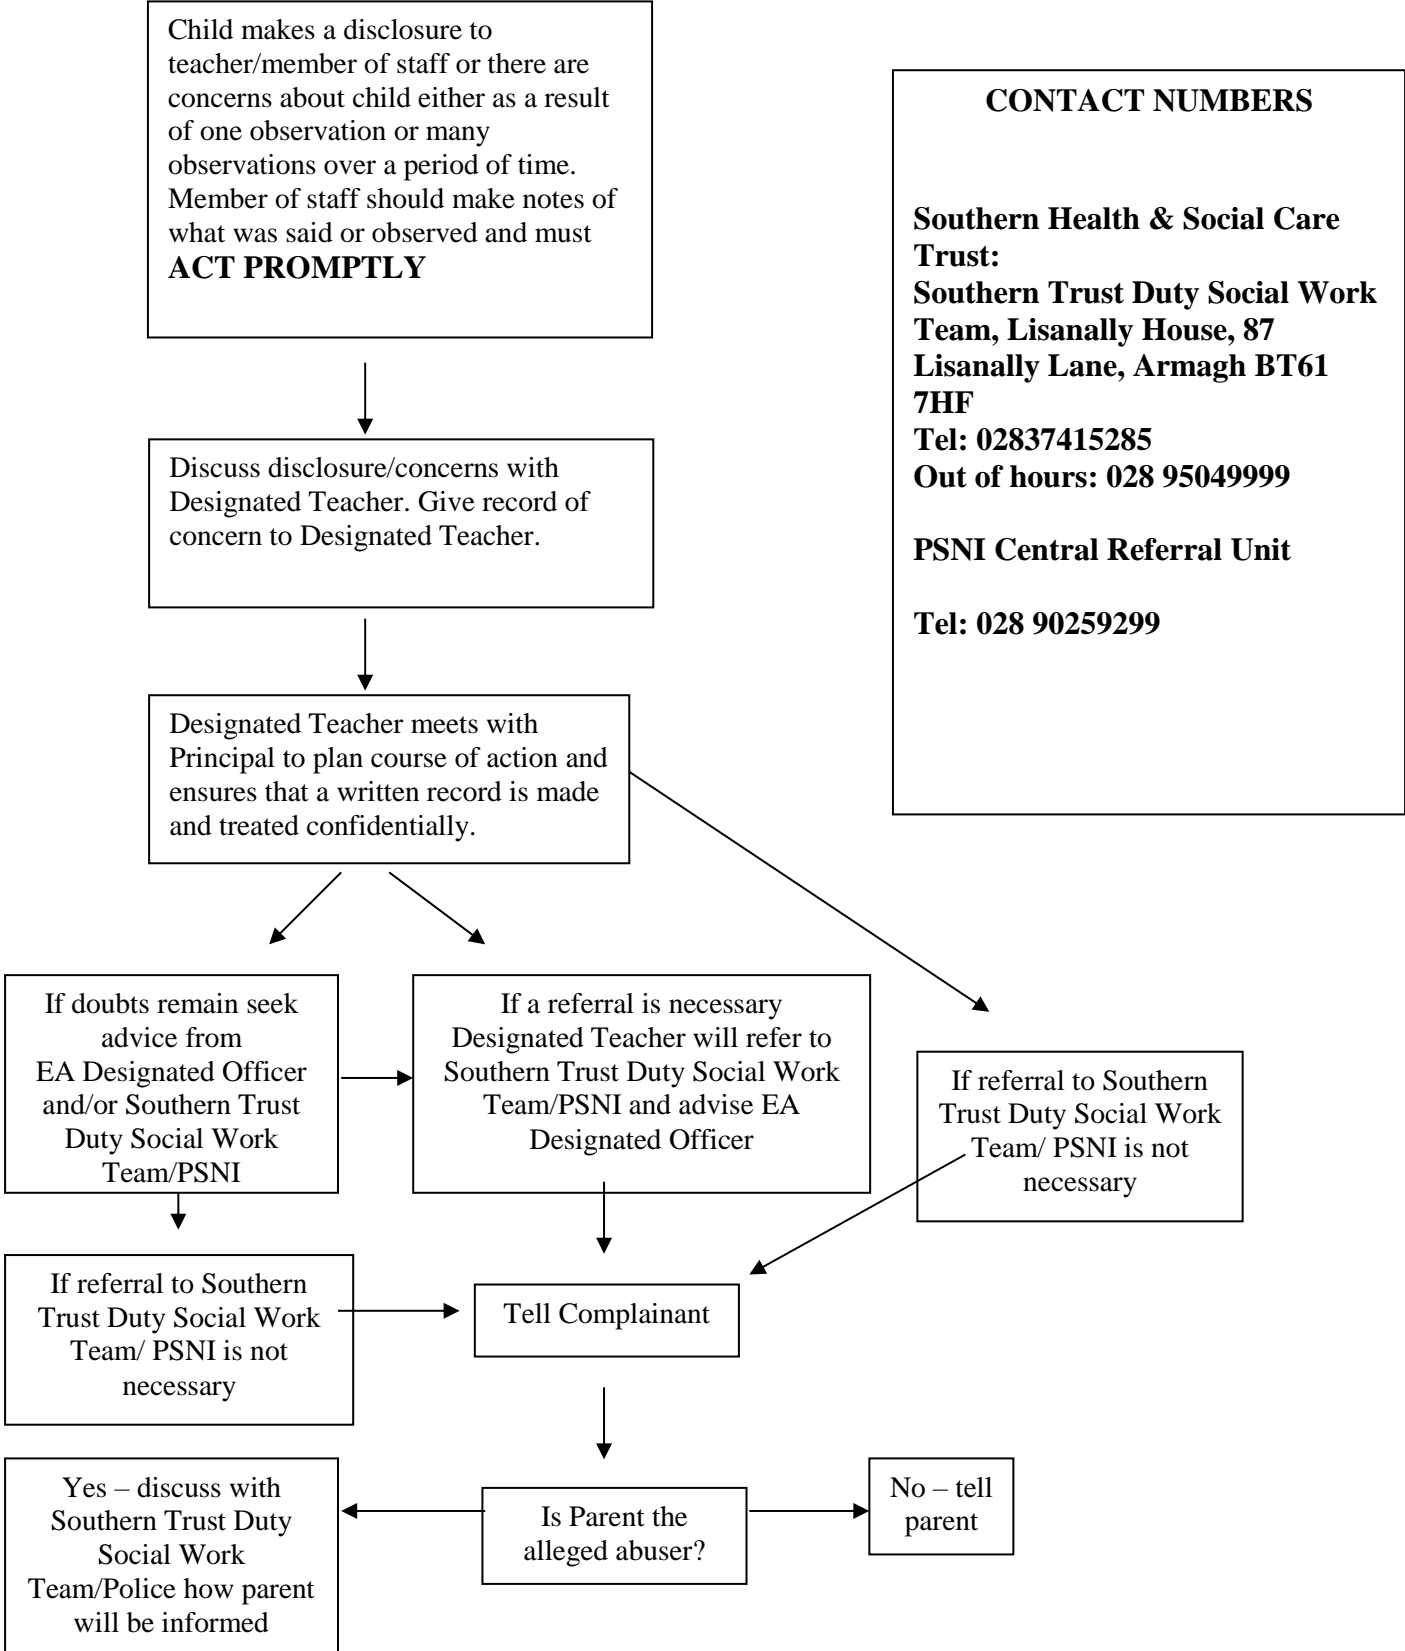 Child makes a disclosure to
teacher/member of staff or there are
concerns about child either as a result
of one observation or many
observations over a period of time.
Member of staff should make notes of
what was said or observed and must
ACT PROMPTLY
CONTACT NUMBERS
Southern Health & Social Care
Trust:
Southern Trust Duty Social Work
Team, Lisanally House, 87
Lisanally Lane, Armagh BT61
7HF
Tel: 02837415285
Out of hours: 028 95049999
PSNI Central Referral Unit
Tel: 028 90259299
Discuss disclosure/concerns with
Designated Teacher. Give record of
concern to Designated Teacher.
Designated Teacher meets with
Principal to plan course of action and
ensures that a written record is made
and treated confidentially.
If doubts remain seek
advice from
EA Designated Officer
and/or Southern Trust
Duty Social Work
Team/PSNI
If a referral is necessary
Designated Teacher will refer to
Southern Trust Duty Social Work
Team/PSNI and advise EA
Designated Officer
If referral to Southern
Trust Duty Social Work
Team/ PSNI is not
necessary
If referral to Southern
Trust Duty Social Work
Team/ PSNI is not
necessary
Tell Complainant
Yes – discuss with
Southern Trust Duty
Social Work
Team/Police how parent
will be informed
Is Parent the
alleged abuser?
No – tell
parent